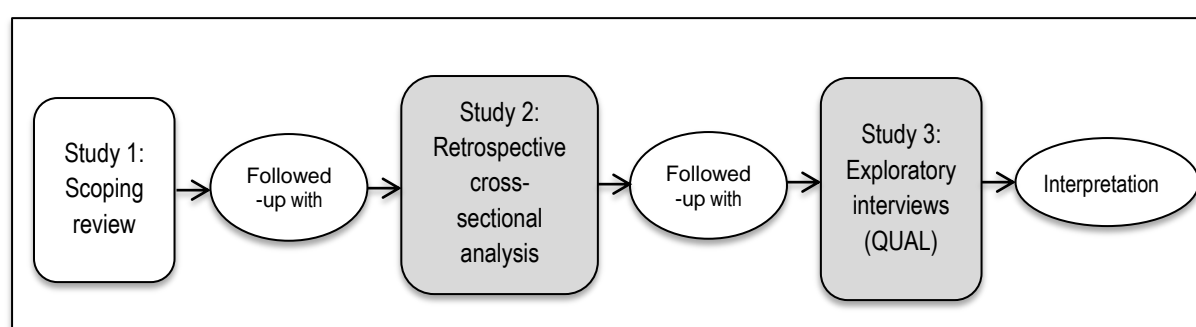 Study 1:
Scoping
review
Followed
-up with
Study 2:
Retrospective
cross-
sectional
analysis
Followed
-up with
Study 3:
Exploratory
interviews
(QUAL)
Interpretation